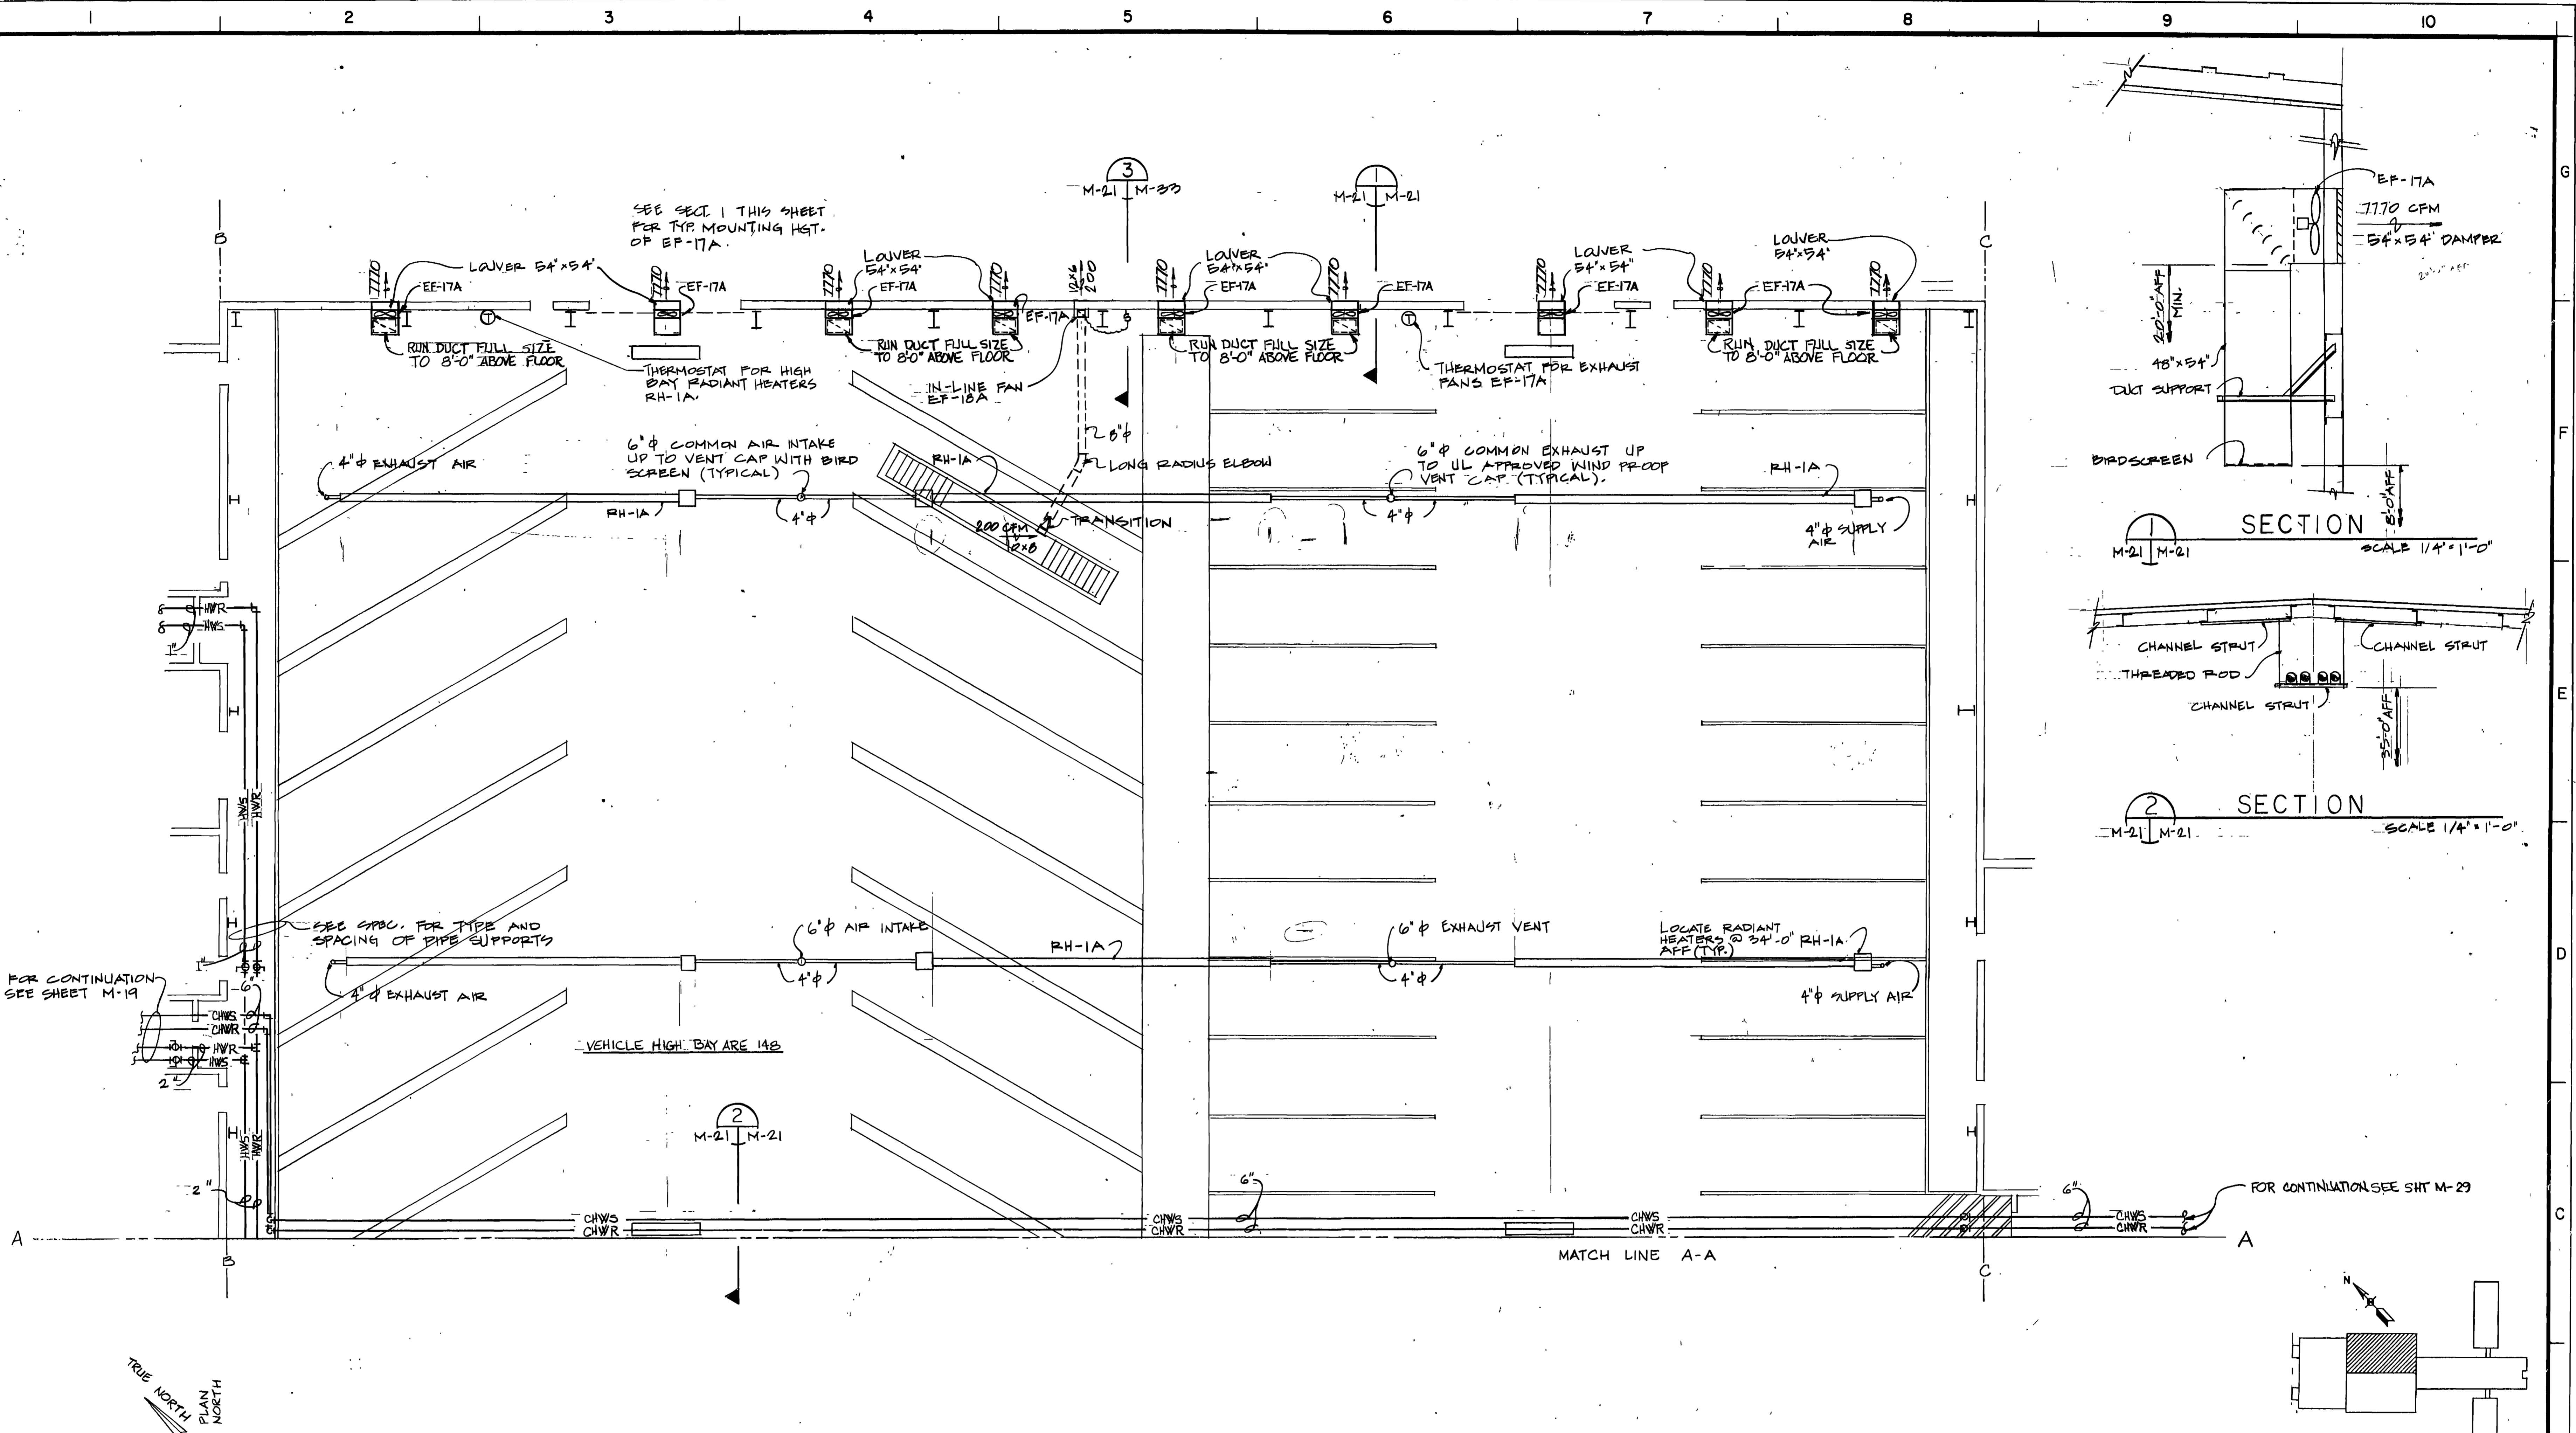 1 2 3 4 5 6 7 8 9 10
G
F
E
D
C
3
M-21 M-33
1
M-21 M-21
SEE SECT. 1 THIS SHEET
FOR TYP. MOUNTING HGT.
OF EF-17A.
B
C
LOUVER 54"x54"
LOUVER
54"x54"
LOUVER
54"x54"
LOUVER
54"x54"
LOUVER
54"x54"
7770
7770
7770
7770
12x6
200
7770
7770
7770
7770
7770
EF-17A
EF-17A
EF-17A
EF-17A
EF-17A
EF-17A
EF-17A
EF-17A
RUN DUCT FULL SIZE
TO 8'-0" ABOVE FLOOR
RUN DUCT FULL SIZE
TO 8'-0" ABOVE FLOOR
RUN DUCT FULL SIZE
TO 8'-0" ABOVE FLOOR
RUN DUCT FULL SIZE
TO 8'-0" ABOVE FLOOR
T
THERMOSTAT FOR HIGH
BAY RADIANT HEATERS
RH-1A.
IN-LINE FAN
EF-18A
T
THERMOSTAT FOR EXHAUST
FANS EF-17A
8"φ
LONG RADIUS ELBOW
4"φ EXHAUST AIR
6"φ COMMON AIR INTAKE
UP TO VENT CAP WITH BIRD
SCREEN (TYPICAL)
RH-1A
6"φ COMMON EXHAUST UP
TO UL APPROVED WIND PROOF
VENT CAP (TYPICAL).
RH-1A
RH-1A
4"φ
200 CFM
TRANSITION
4"φ
4"φ SUPPLY
AIR
HWR
HWS
1"
HWS
HWR
SEE SPEC. FOR TYPE AND
SPACING OF PIPE SUPPORTS
1"
6"
FOR CONTINUATION
SEE SHEET M-19
CHWS
CHWR
HWR
HWS
2"
4"φ EXHAUST AIR
6"φ AIR INTAKE
4"φ
RH-1A
6"φ EXHAUST VENT
4"φ
LOCATE RADIANT
HEATERS @ 34'-0" RH-1A
AFF (TYP.)
4"φ SUPPLY AIR
VEHICLE HIGH BAY ARE 148
2
M-21 M-21
HWS
HWR
2"
6"
6"
FOR CONTINUATION SEE SHT M-29
CHWS CHWS CHWS CHWS
CHWR CHWR CHWR CHWR
A
A
B
MATCH LINE A-A
C
EF-17A
7770 CFM
54"x54" DAMPER
20'-0" AFF
MIN.
48"x54"
DUCT SUPPORT
BIRDSCREEN
8'-0" AFF
1
M-21 M-21
SECTION
SCALE 1/4"=1'-0"
CHANNEL STRUT
CHANNEL STRUT
THREADED ROD
CHANNEL STRUT
35'-0" AFF
2
M-21 M-21
SECTION
SCALE 1/4"=1'-0"
TRUE NORTH
PLAN
NORTH
N